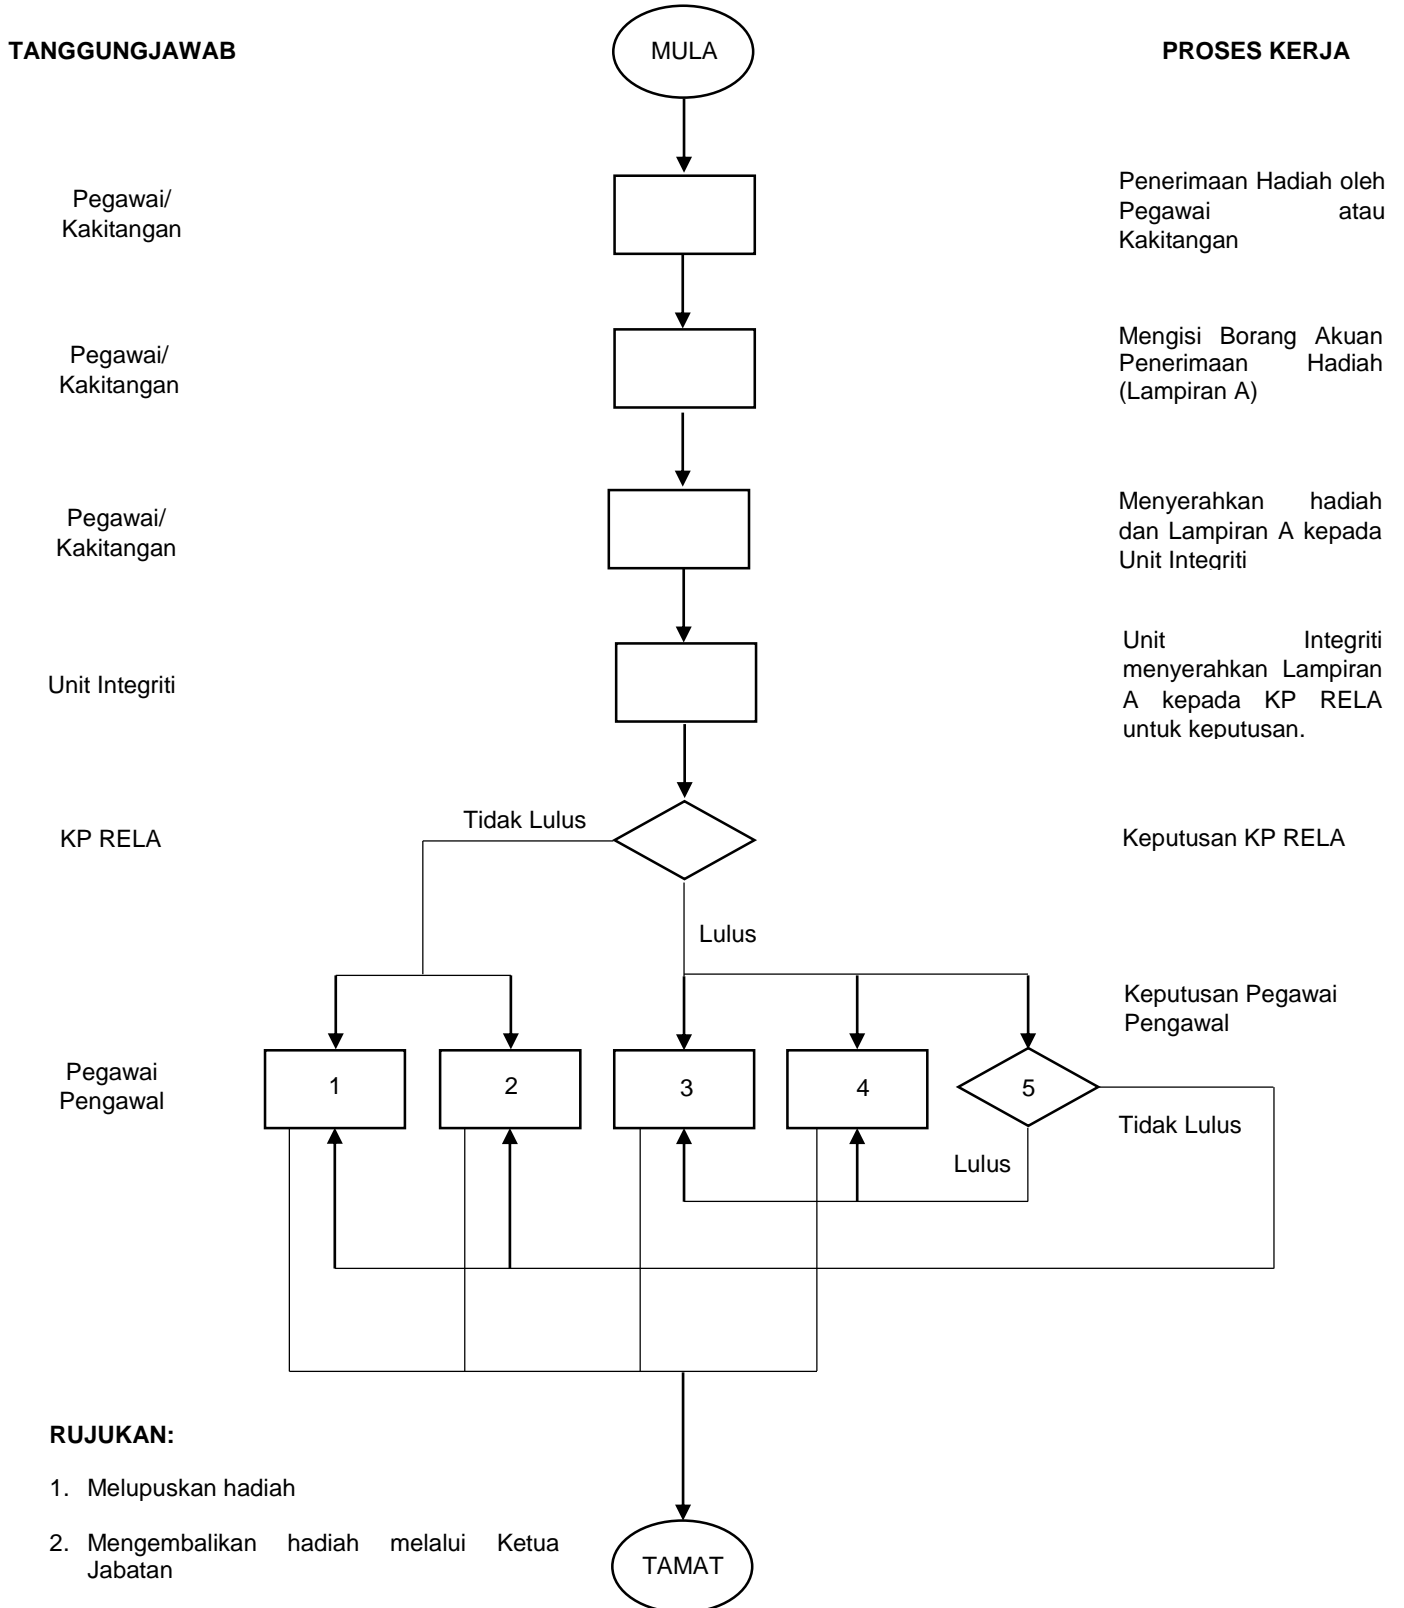 TANGGUNGJAWAB
MULA
PROSES KERJA
Pegawai/
Kakitangan
Penerimaan Hadiah oleh
Pegawai atau
Kakitangan
Pegawai/
Kakitangan
Mengisi Borang Akuan
Penerimaan Hadiah
(Lampiran A)
Pegawai/
Kakitangan
Menyerahkan hadiah
dan Lampiran A kepada
Unit Integriti
Unit Integriti
Unit Integriti
menyerahkan Lampiran
A kepada KP RELA
untuk keputusan.
KP RELA
Tidak Lulus
Keputusan KP RELA
Lulus
Keputusan Pegawai
Pengawal
Pegawai
Pengawal
1
2
3
4
5
Tidak Lulus
Lulus
RUJUKAN:
1. Melupuskan hadiah
2. Mengembalikan hadiah melalui Ketua
Jabatan
TAMAT